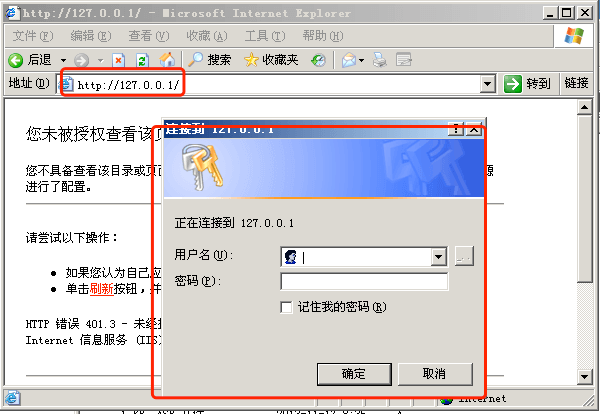 http://127.0.0.1/ - Microsoft Internet Explorer
文件(F) 编辑(E) 查看(V) 收藏(A) 工具(T) 帮助(H)
后退 搜索 收藏夹
地址(D) http://127.0.0.1/ 转到 链接
您未被授权查看该页
连接到 127.0.0.1
您不具备查看该目录或页面
源
进行了配置。
请尝试以下操作：
如果您认为自己应
单击刷新按钮，并
HTTP 错误 401.3 - 未经授
Internet 信息服务 (IIS)
正在连接到 127.0.0.1
用户名(U):
密码(P):
记住我的密码(R)
确定 取消
Internet